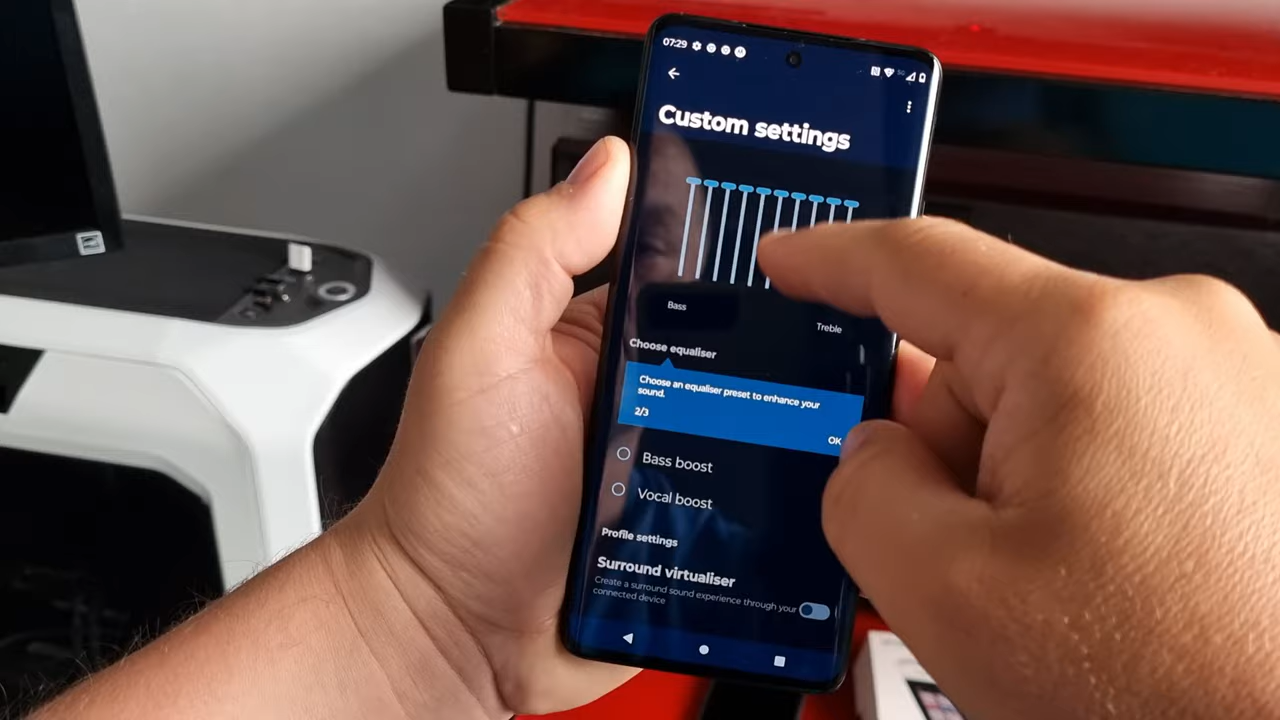 07:29
5G
Custom settings
Bass
Treble
Choose equaliser
Choose an equaliser preset to enhance your
sound.
2/3
OK
Bass boost
Vocal boost
Profile settings
Surround virtualiser
Create a surround sound experience through your
connected device